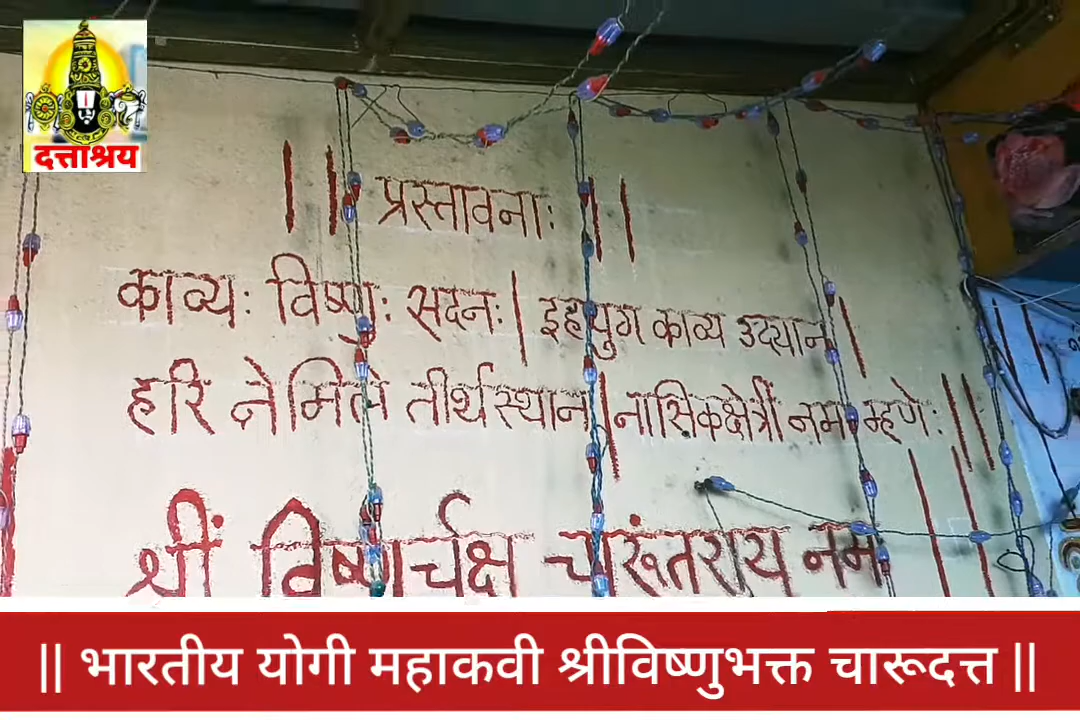 दत्ताश्रय
|| प्रस्तावनाः ||
काव्यः विष्णुः सदनः | इहयुग काव्य उद्यान |
हरि नेमिले तीर्थस्थान | नासिकक्षेत्रीं नमः म्हणेः ||
श्रीं विष्णार्चक्ष चारूंतराय नमः ||
|| भारतीय योगी महाकवी श्रीविष्णुभक्त चारूदत्त ||